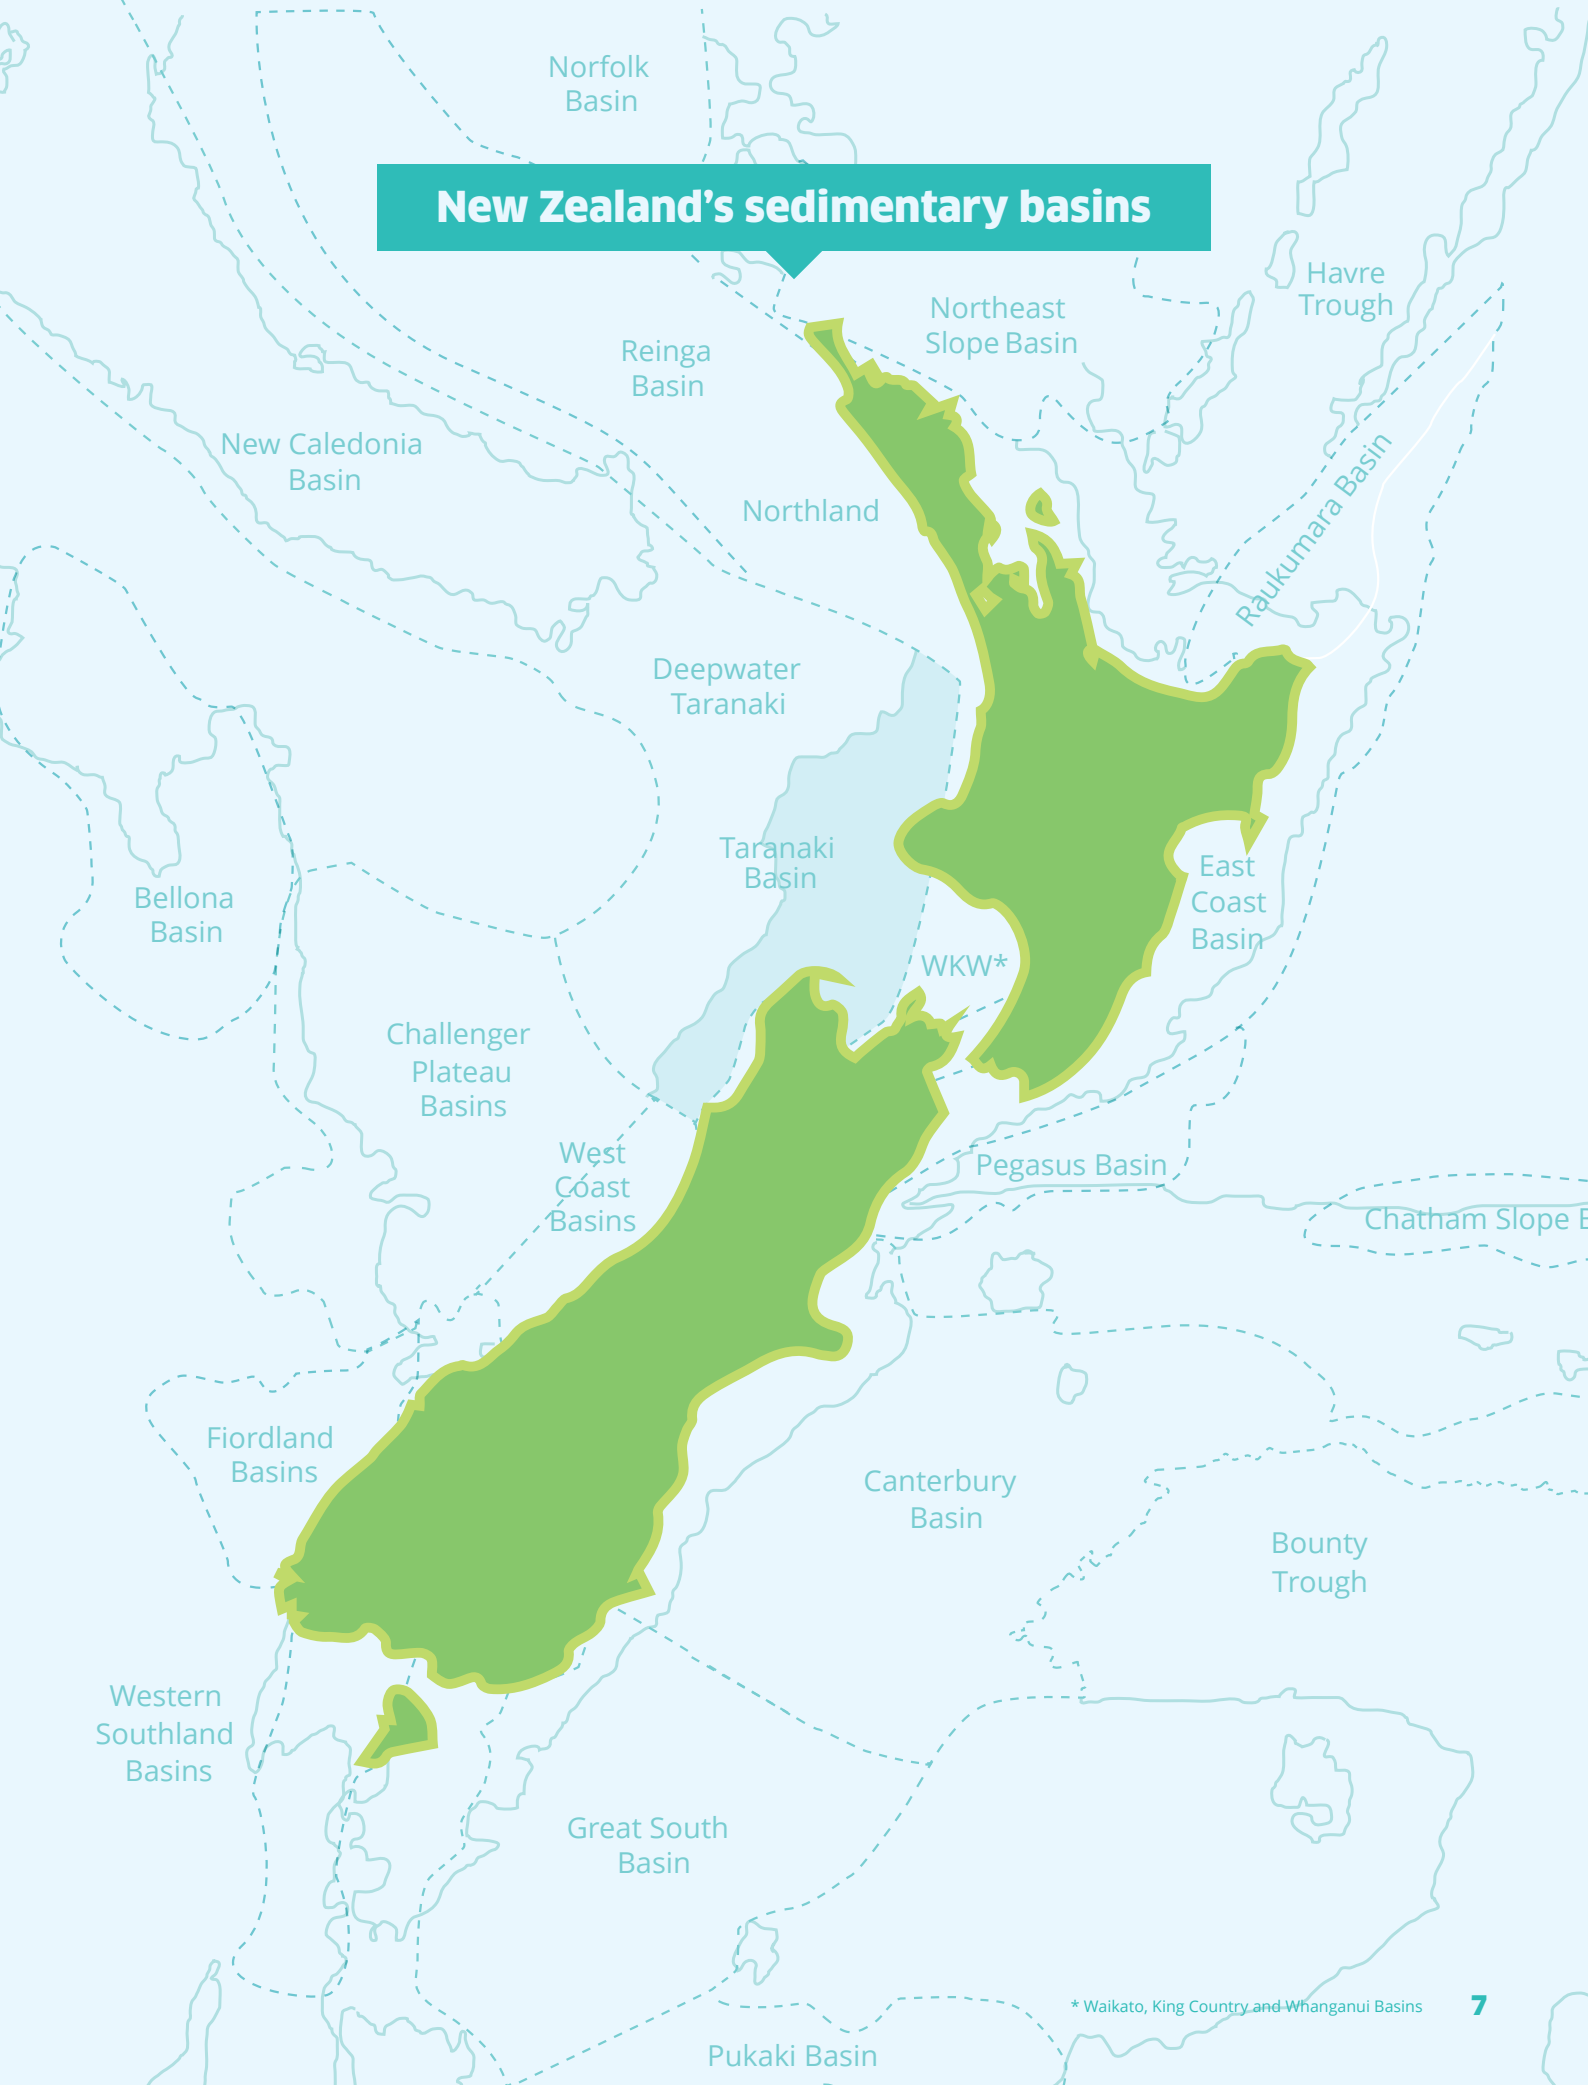 Norfolk
Basin
New Zealand's sedimentary basins
Havre
Trough
Northeast
Slope Basin
Reinga
Basin
New Caledonia
Basin
Raukumara Basin
Northland
Deepwater
Taranaki
Taranaki
Basin
East
Coast
Basin
Bellona
Basin
WKW*
Challenger
Plateau
Basins
West
Coast
Basins
Pegasus Basin
Chatham Slope B
Fiordland
Basins
Canterbury
Basin
Bounty
Trough
Western
Southland
Basins
Great South
Basin
* Waikato, King Country and Whanganui Basins
7
Pukaki Basin